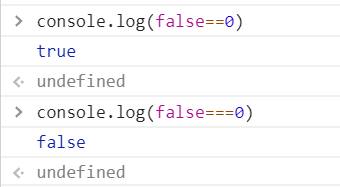 console.log(false==0)
true
undefined
console.log(false===0)
false
undefined